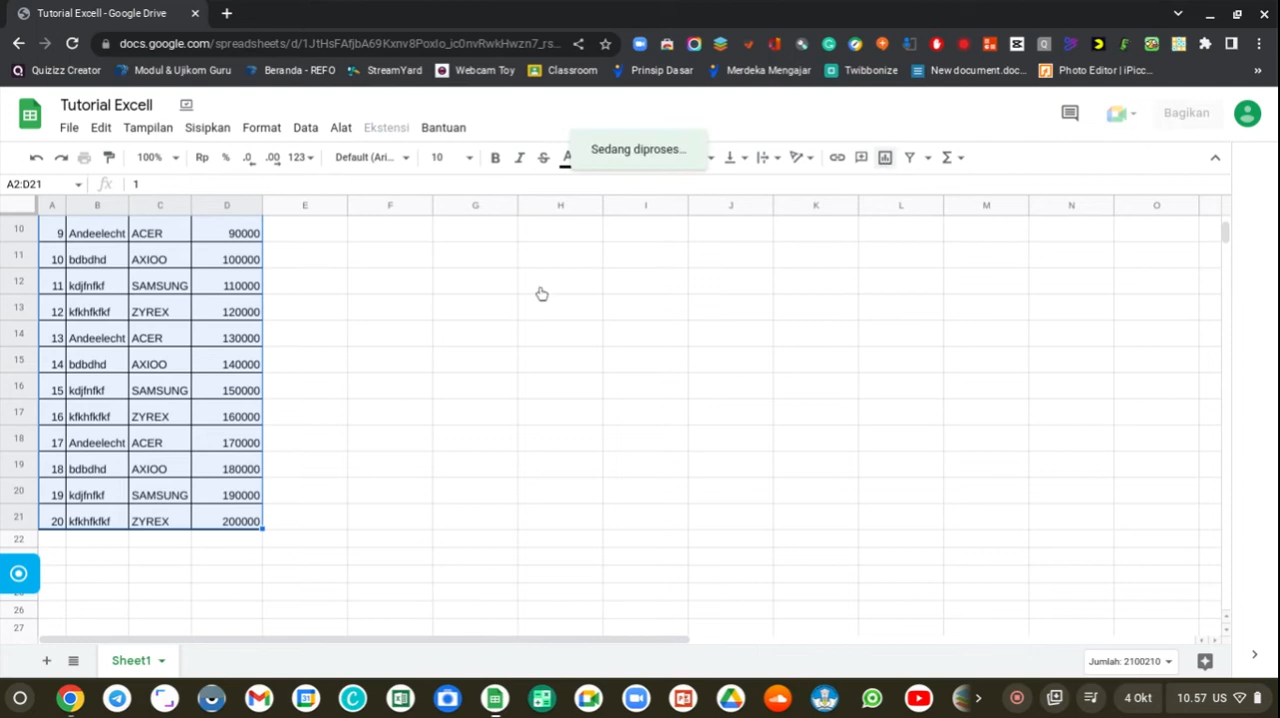 Tutorial Excell - Google Drive
docs.google.com/spreadsheets/d/1JtHsFAfjbA69Kxnv8Poxlo_ic0nvRwkHwzn7_rs...
Quizizz Creator Modul & Ujikom Guru Beranda - REFO StreamYard Webcam Toy Classroom Prinsip Dasar Merdeka Mengajar Twibbonize New document.doc... Photo Editor | iPicc... »
Tutorial Excell
Bagikan
File Edit Tampilan Sisipkan Format Data Alat Ekstensi Bantuan
Sedang diproses...
100% Rp % .0 .00 123 Default (Ari... 10 B I S A Σ
A2:D21 fx 1
A B C D E F G H I J K L M N O
10 9 Andeelecht ACER 90000
11 10 bdbdhd AXIOO 100000
12 11 kdjfnfkf SAMSUNG 110000
13 12 kfkhfkfkf ZYREX 120000
14 13 Andeelecht ACER 130000
15 14 bdbdhd AXIOO 140000
16 15 kdjfnfkf SAMSUNG 150000
17 16 kfkhfkfkf ZYREX 160000
18 17 Andeelecht ACER 170000
19 18 bdbdhd AXIOO 180000
20 19 kdjfnfkf SAMSUNG 190000
21 20 kfkhfkfkf ZYREX 200000
22
26
27
Sheet1 Jumlah: 2100210
4 Okt 10.57 US